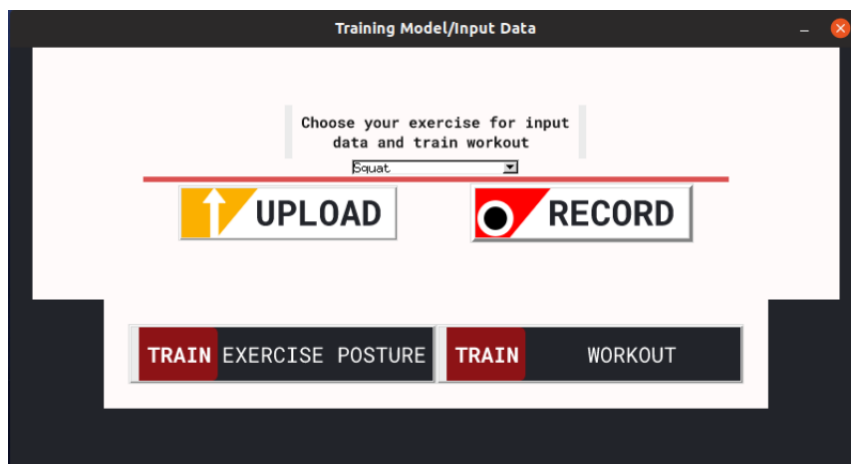 Training Model/Input Data
Choose your exercise for input
data and train workout
Squat
UPLOAD
RECORD
TRAIN EXERCISE POSTURE
TRAIN WORKOUT